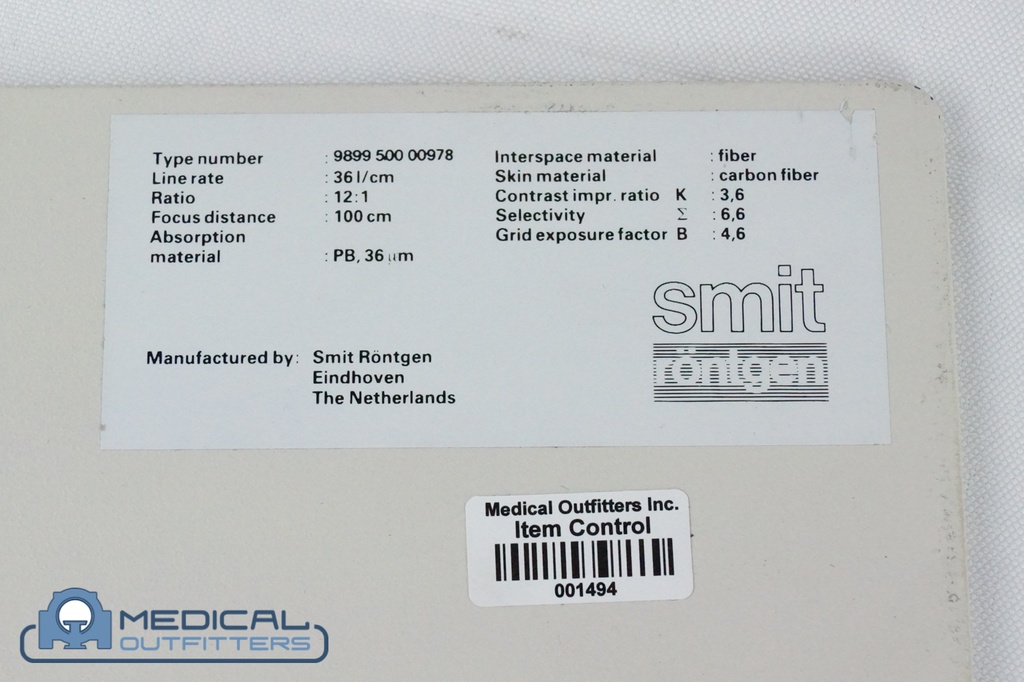 Type number : 9899 500 00978
Line rate : 36 l/cm
Ratio : 12:1
Focus distance : 100 cm
Absorption
material : PB, 36 µm
Interspace material : fiber
Skin material : carbon fiber
Contrast impr. ratio K : 3,6
Selectivity Σ : 6,6
Grid exposure factor B : 4,6
smit
röntgen
Manufactured by: Smit Röntgen
Eindhoven
The Netherlands
Medical Outfitters Inc.
Item Control
001494
MEDICAL
OUTFITTERS